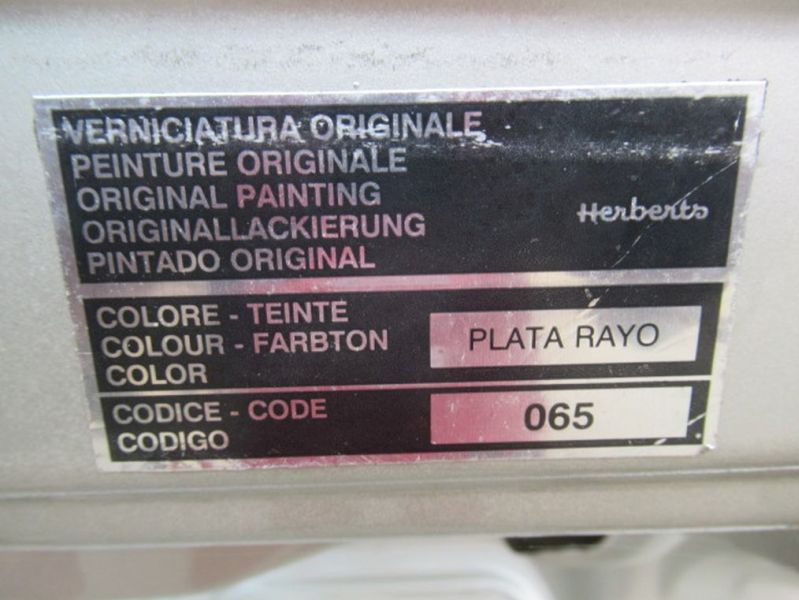 VERNICIATURA ORIGINALE
PEINTURE ORIGINALE
ORIGINAL PAINTING
ORIGINALLACKIERUNG
PINTADO ORIGINAL
Herberts
COLORE - TEINTE
COLOUR - FARBTON
COLOR
PLATA RAYO
CODICE - CODE
CODIGO
065